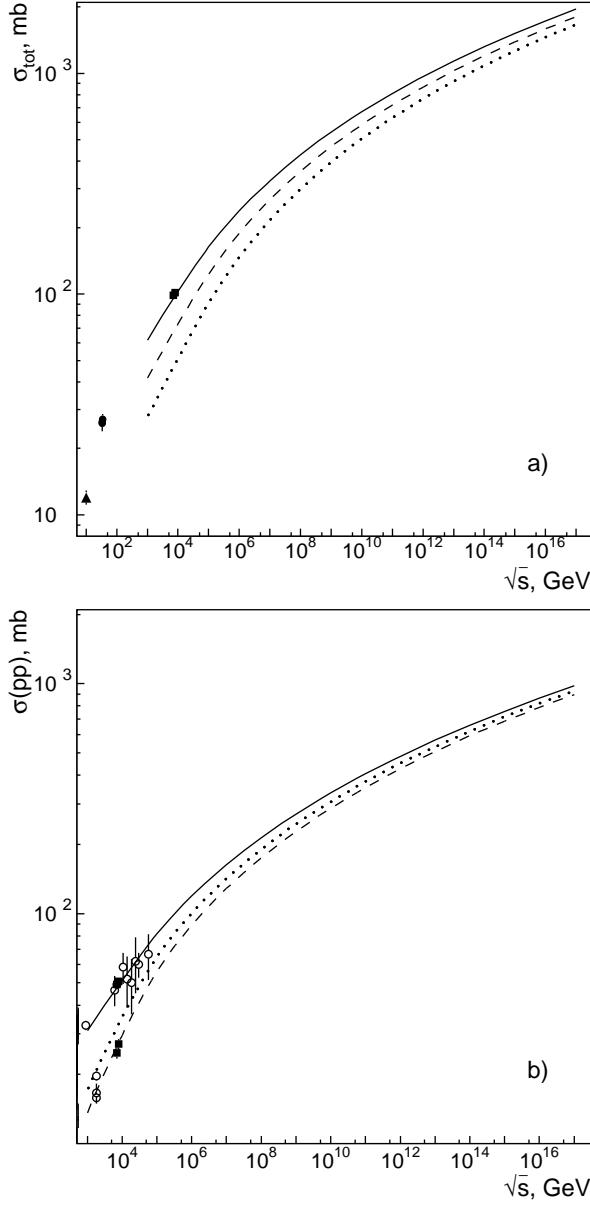 σtot, mb
10³
10²
10
a)
10² 10⁴ 10⁶ 10⁸ 10¹⁰ 10¹² 10¹⁴ 10¹⁶
√s̅, GeV
σ(pp), mb
10³
10²
b)
10⁴ 10⁶ 10⁸ 10¹⁰ 10¹² 10¹⁴ 10¹⁶
√s̅, GeV